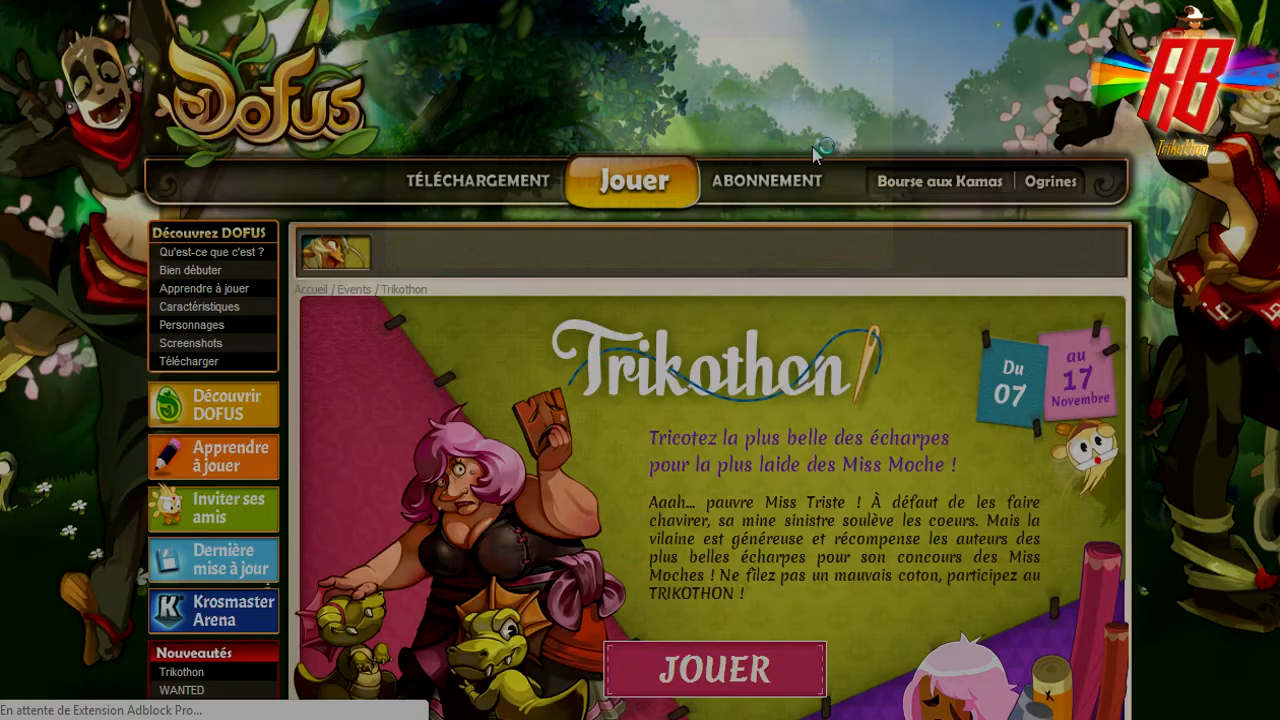 DOFUS
RB
Trikothon
TÉLÉCHARGEMENT
Jouer
ABONNEMENT
Bourse aux Kamas
Ogrines
Découvrez DOFUS
Qu'est-ce que c'est ?
Bien débuter
Apprendre à jouer
Caractéristiques
Personnages
Screenshots
Télécharger
Découvrir
DOFUS
Apprendre
à jouer
Inviter ses
amis
Dernière
mise à jour
Krosmaster
Arena
Nouveautés
Trikothon
WANTED
Accueil / Events / Trikothon
Trikothon
Du
07
au
17
Novembre
Tricotez la plus belle des écharpes
pour la plus laide des Miss Moche !
Aaah... pauvre Miss Triste ! À défaut de les faire
chavirer, sa mine sinistre soulève les coeurs. Mais la
vilaine est généreuse et récompense les auteurs des
plus belles écharpes pour son concours des Miss
Moches ! Ne filez pas un mauvais coton, participez au
TRIKOTHON !
JOUER
En attente de Extension Adblock Pro...